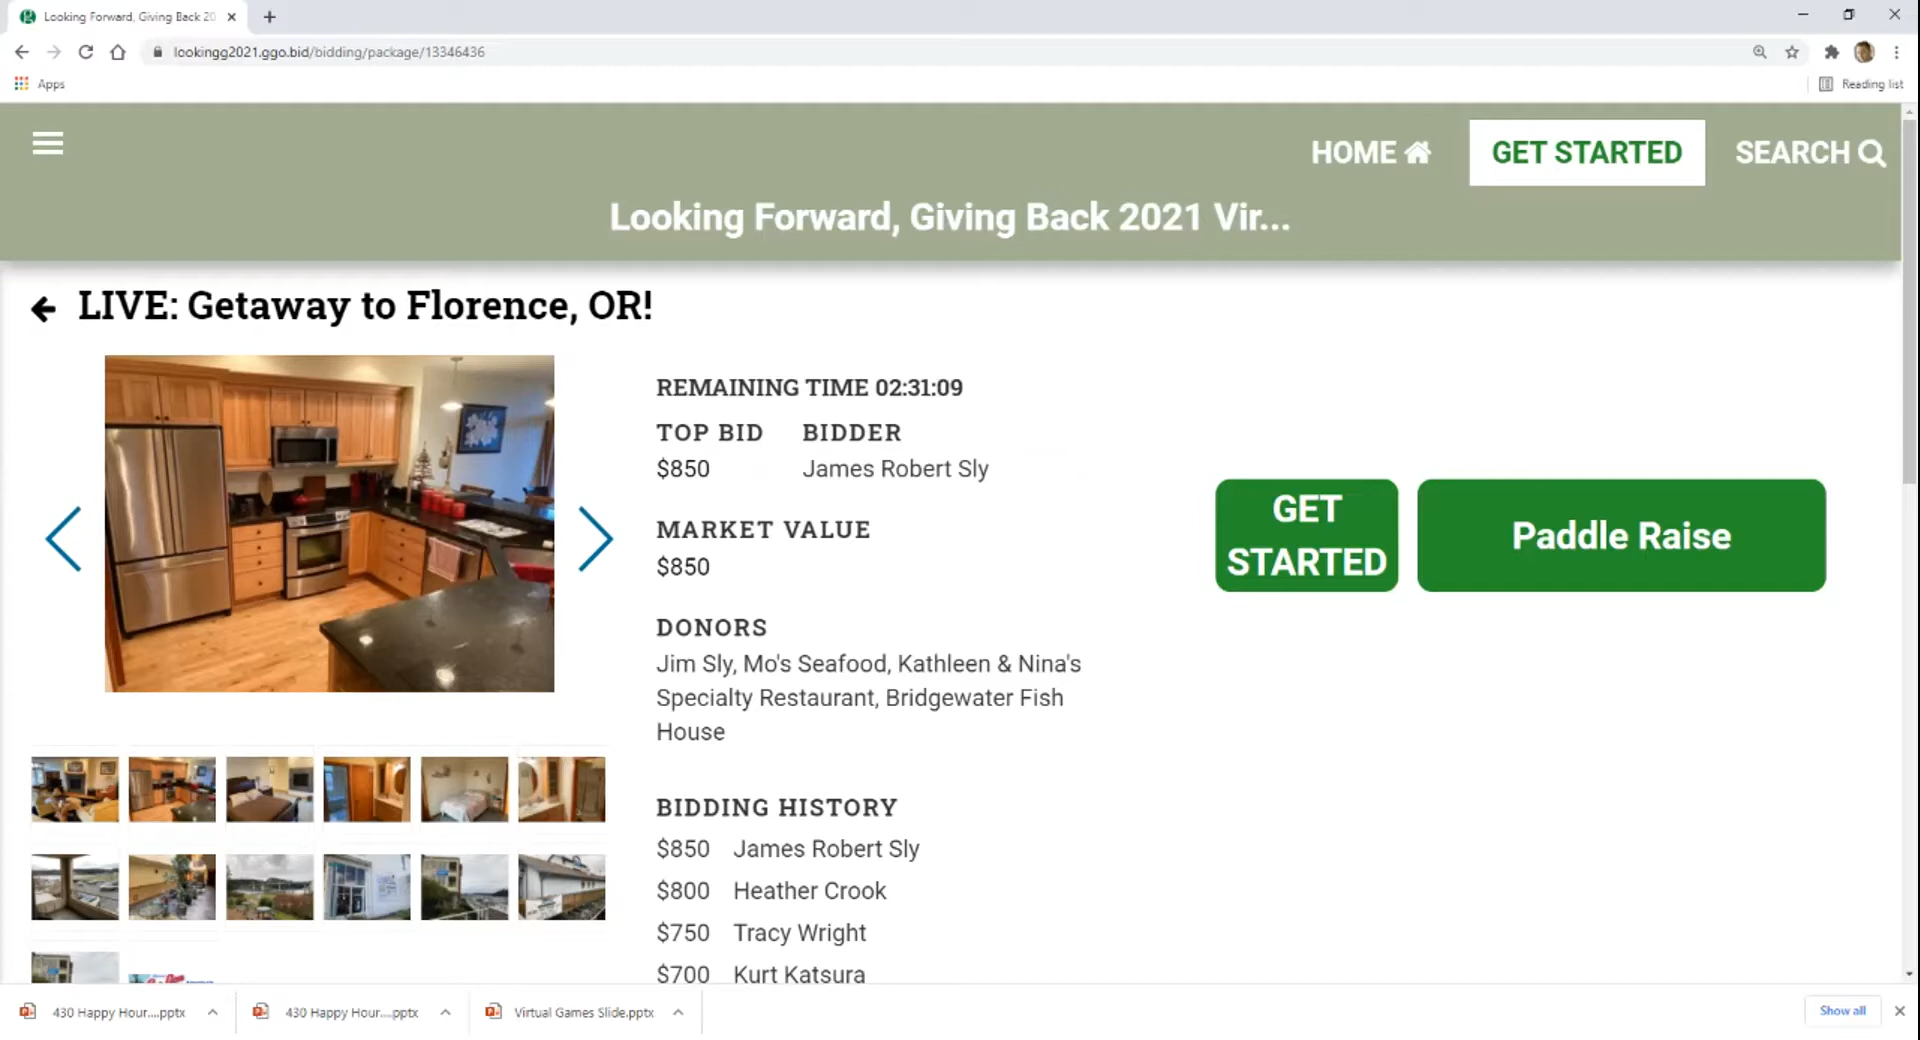 Looking Forward, Giving Back 20
lookingg2021.ggo.bid/bidding/package/13346436
Apps
Reading list
HOME
GET STARTED
SEARCH
Looking Forward, Giving Back 2021 Vir...
LIVE: Getaway to Florence, OR!
REMAINING TIME 02:31:09
TOP BID BIDDER
$850 James Robert Sly
MARKET VALUE
$850
GET
STARTED
Paddle Raise
DONORS
Jim Sly, Mo's Seafood, Kathleen & Nina's
Specialty Restaurant, Bridgewater Fish
House
BIDDING HISTORY
$850 James Robert Sly
$800 Heather Crook
$750 Tracy Wright
$700 Kurt Katsura
430 Happy Hour....pptx
430 Happy Hour....pptx
Virtual Games Slide.pptx
Show all